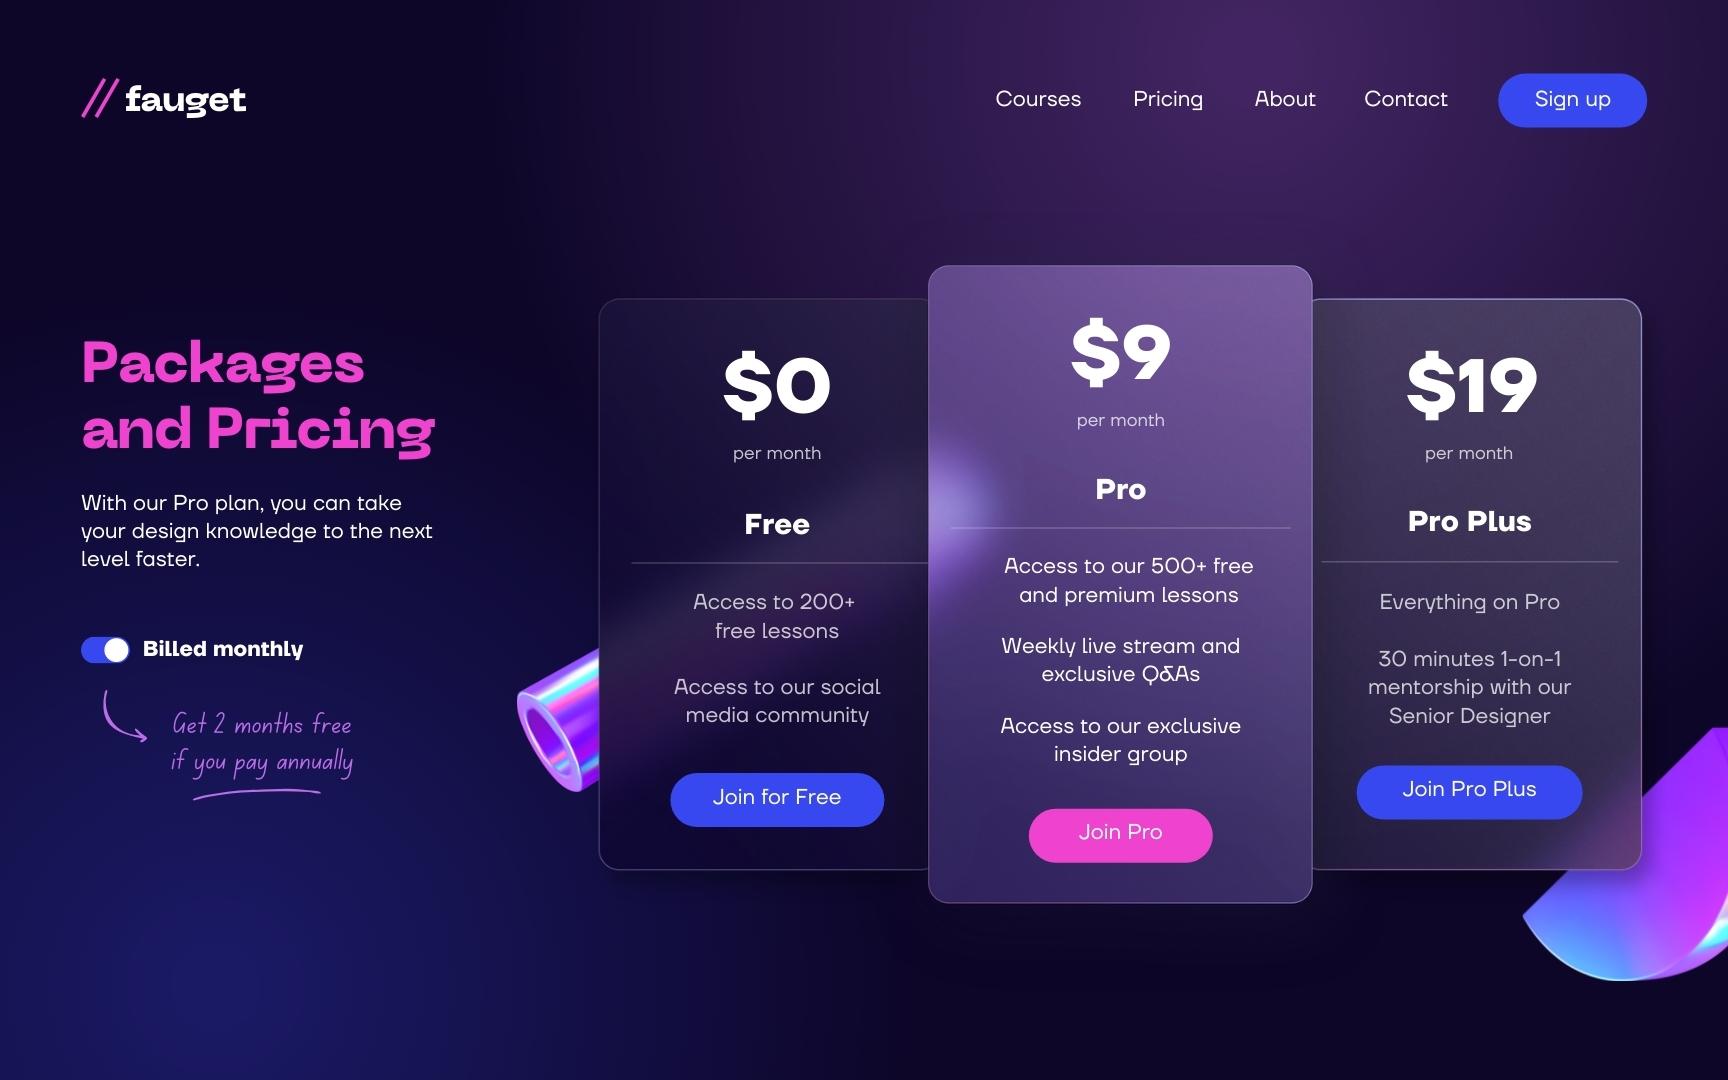 // fauget
Courses
Pricing
About
Contact
Sign up
Packages
and Pricing
With our Pro plan, you can take
your design knowledge to the next
level faster.
Billed monthly
Get 2 months free
if you pay annually
$0
per month
Free
Access to 200+
free lessons
Access to our social
media community
Join for Free
$9
per month
Pro
Access to our 500+ free
and premium lessons
Weekly live stream and
exclusive Q&As
Access to our exclusive
insider group
Join Pro
$19
per month
Pro Plus
Everything on Pro
30 minutes 1-on-1
mentorship with our
Senior Designer
Join Pro Plus